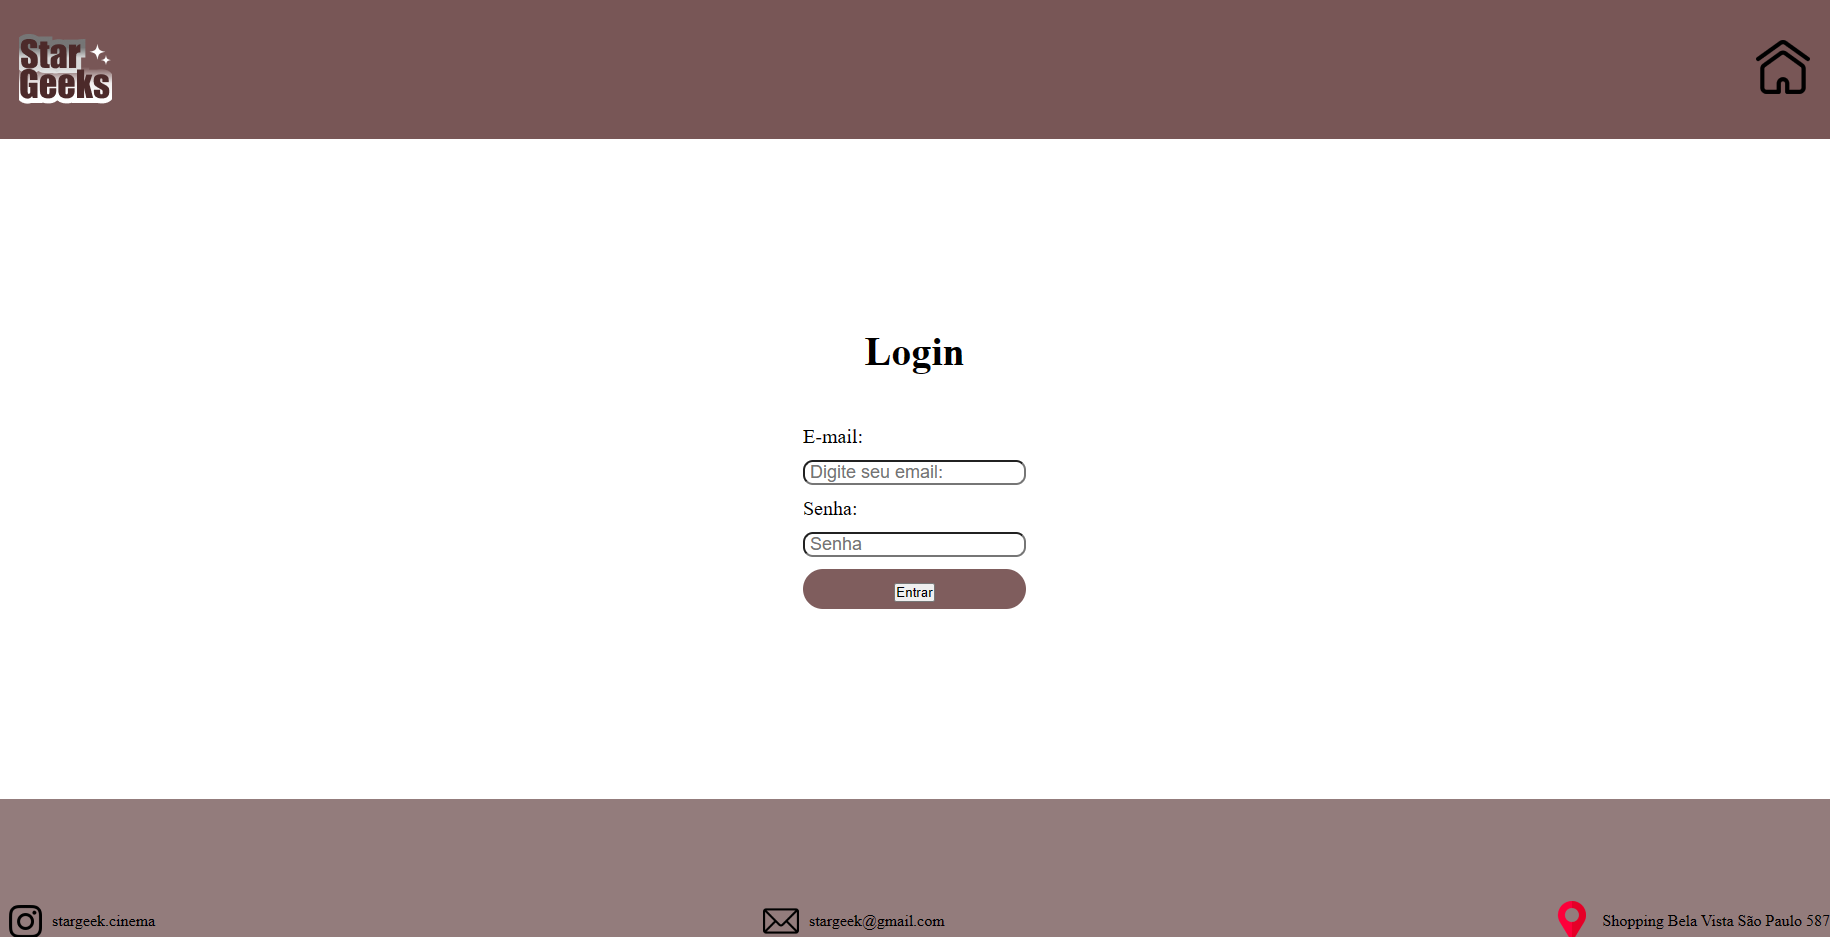 Star
Geeks
Login
E-mail:
Digite seu email:
Senha:
Senha
Entrar
stargeek.cinema
stargeek@gmail.com
Shopping Bela Vista São Paulo 587